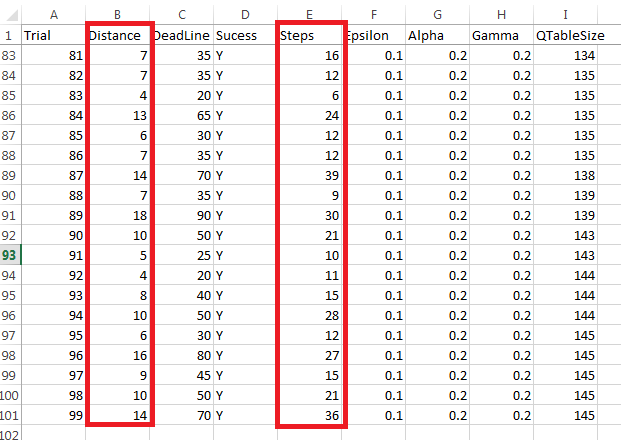 A B C D E F G H I
1 Trial Distance DeadLine Sucess Steps Epsilon Alpha Gamma QTableSize
83 81 7 35 Y 16 0.1 0.2 0.2 134
84 82 7 35 Y 12 0.1 0.2 0.2 135
85 83 4 20 Y 6 0.1 0.2 0.2 135
86 84 13 65 Y 24 0.1 0.2 0.2 135
87 85 6 30 Y 12 0.1 0.2 0.2 135
88 86 7 35 Y 12 0.1 0.2 0.2 135
89 87 14 70 Y 39 0.1 0.2 0.2 138
90 88 7 35 Y 9 0.1 0.2 0.2 139
91 89 18 90 Y 30 0.1 0.2 0.2 139
92 90 10 50 Y 21 0.1 0.2 0.2 143
93 91 5 25 Y 10 0.1 0.2 0.2 143
94 92 4 20 Y 11 0.1 0.2 0.2 144
95 93 8 40 Y 15 0.1 0.2 0.2 144
96 94 10 50 Y 28 0.1 0.2 0.2 144
97 95 6 30 Y 12 0.1 0.2 0.2 145
98 96 16 80 Y 27 0.1 0.2 0.2 145
99 97 9 45 Y 15 0.1 0.2 0.2 145
100 98 10 50 Y 21 0.1 0.2 0.2 145
101 99 14 70 Y 36 0.1 0.2 0.2 145
102